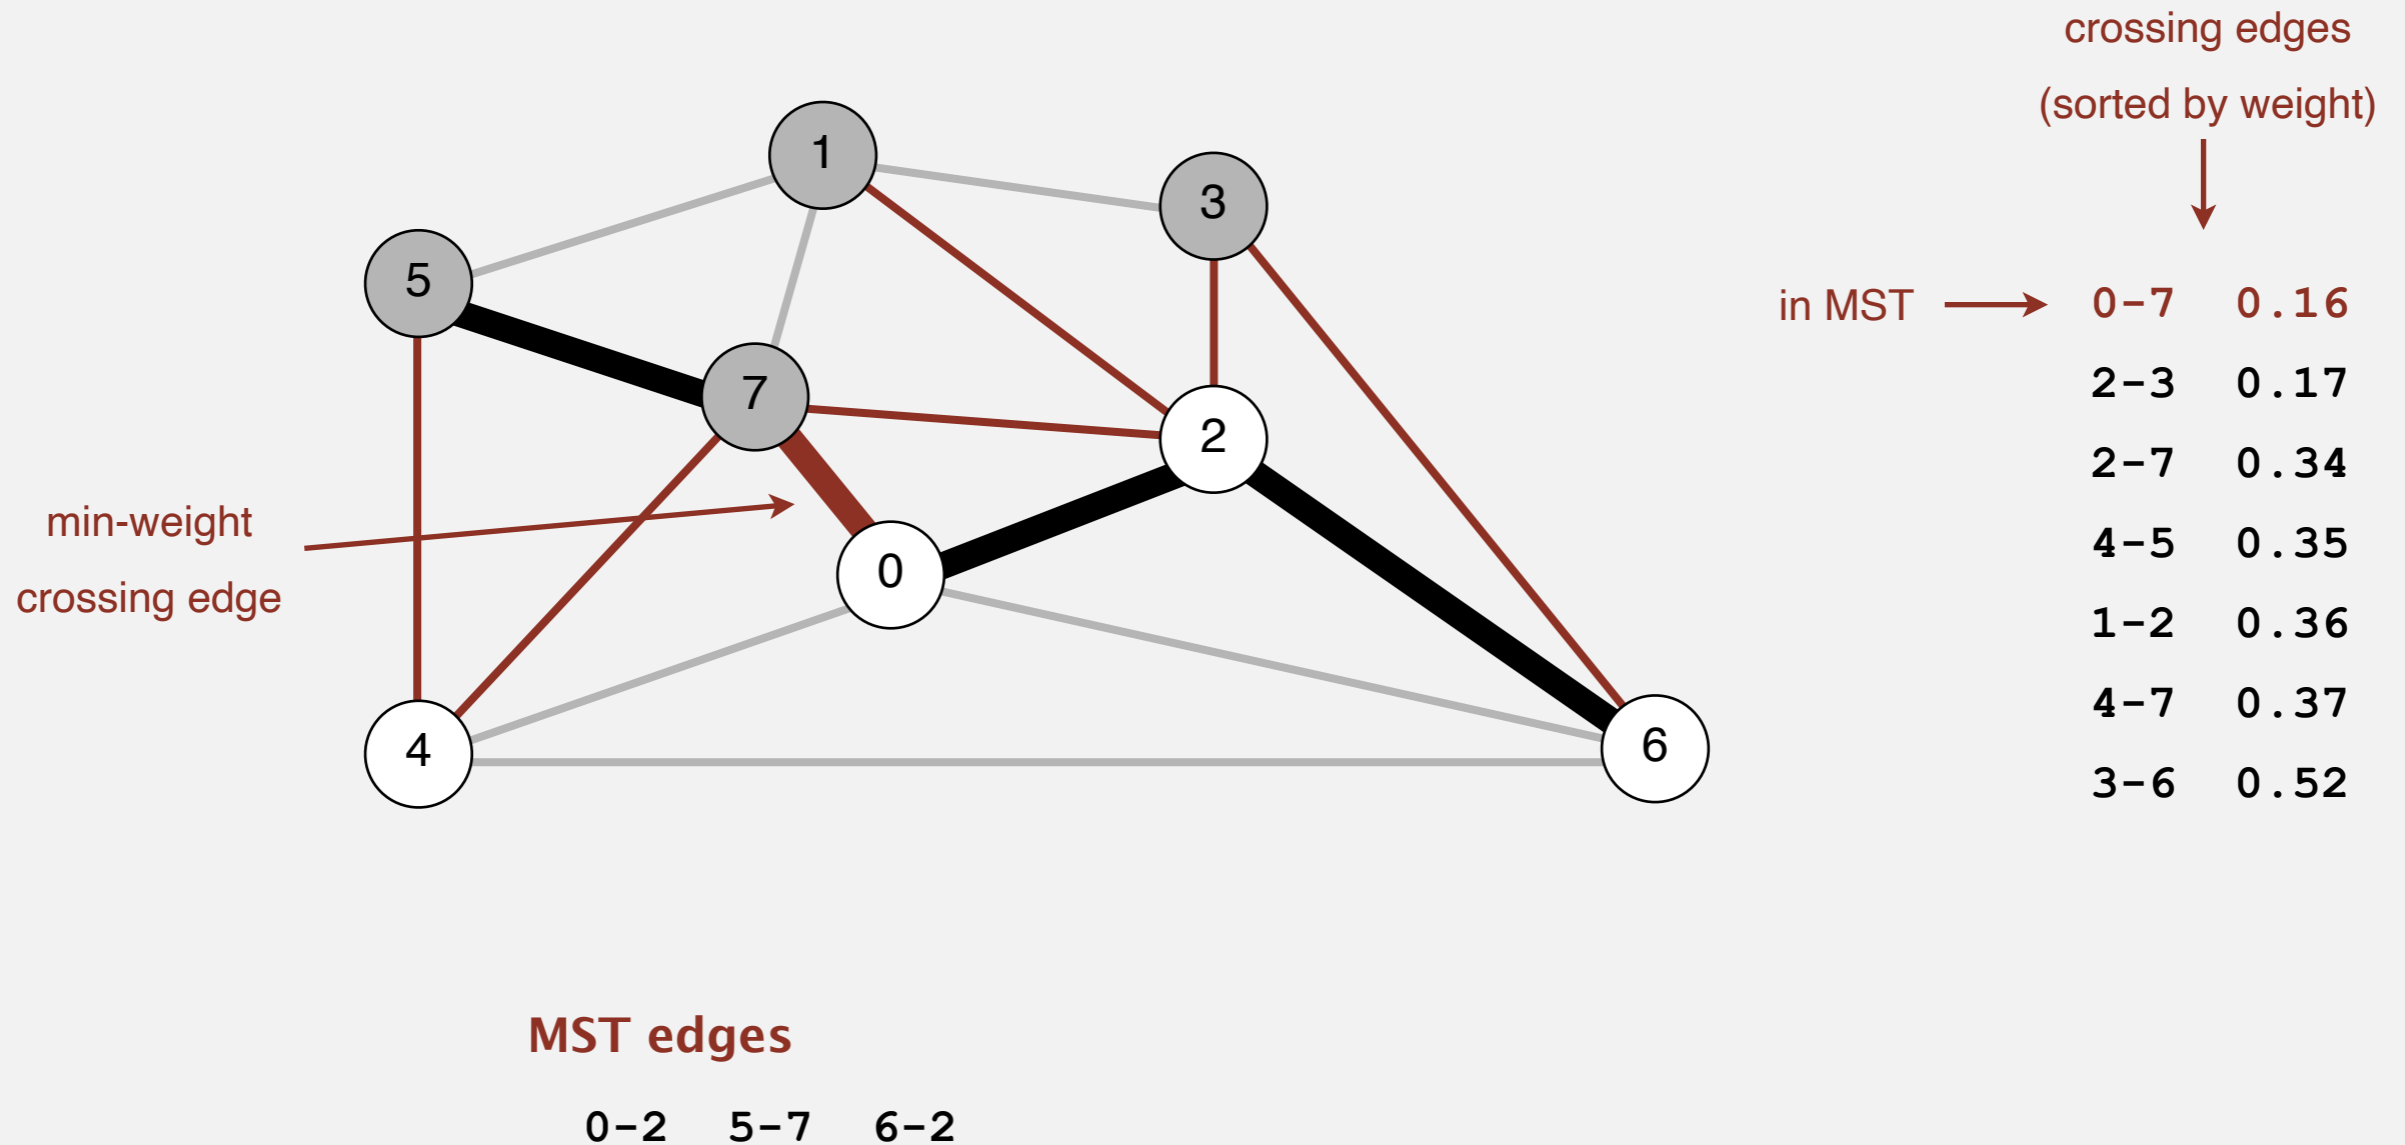 crossing edges
(sorted by weight)
1
3
5
in MST
0-7 0.16
2-3 0.17
7
2
2-7 0.34
min-weight
crossing edge
4-5 0.35
0
1-2 0.36
4-7 0.37
4
6
3-6 0.52
MST edges
0-2 5-7 6-2